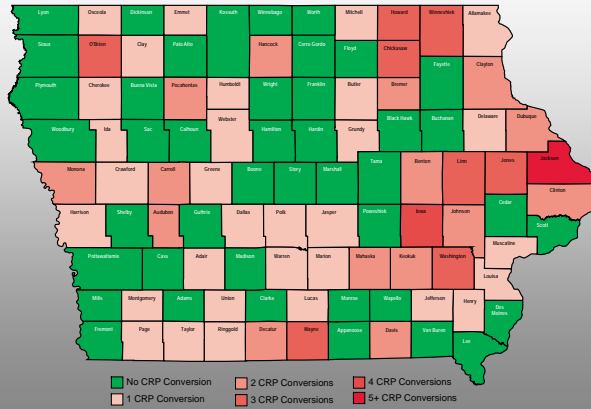 Lyon Osceola Dickinson Emmet Kossuth Winnebago Worth Mitchell Howard Winneshiek Allamakee
Sioux O'Brien Clay Palo Alto Hancock Cerro Gordo Floyd Chickasaw Fayette Clayton
Plymouth Cherokee Buena Vista Pocahontas Humboldt Wright Franklin Butler Bremer
Woodbury Ida Sac Calhoun Webster Hamilton Hardin Grundy Black Hawk Buchanan Delaware Dubuque
Monona Crawford Carroll Greene Boone Story Marshall Tama Benton Linn Jones Jackson
Clinton
Harrison Shelby Audubon Guthrie Dallas Polk Jasper Poweshiek Iowa Johnson Cedar
Scott
Muscatine
Pottawattamie Cass Adair Madison Warren Marion Mahaska Keokuk Washington
Louisa
Mills Montgomery Adams Union Clarke Lucas Monroe Wapello Jefferson Henry
Des
Moines
Fremont Page Taylor Ringgold Decatur Wayne Appanoose Davis Van Buren
Lee
No CRP Conversion 2 CRP Conversions 4 CRP Conversions
1 CRP Conversion 3 CRP Conversions 5+ CRP Conversions